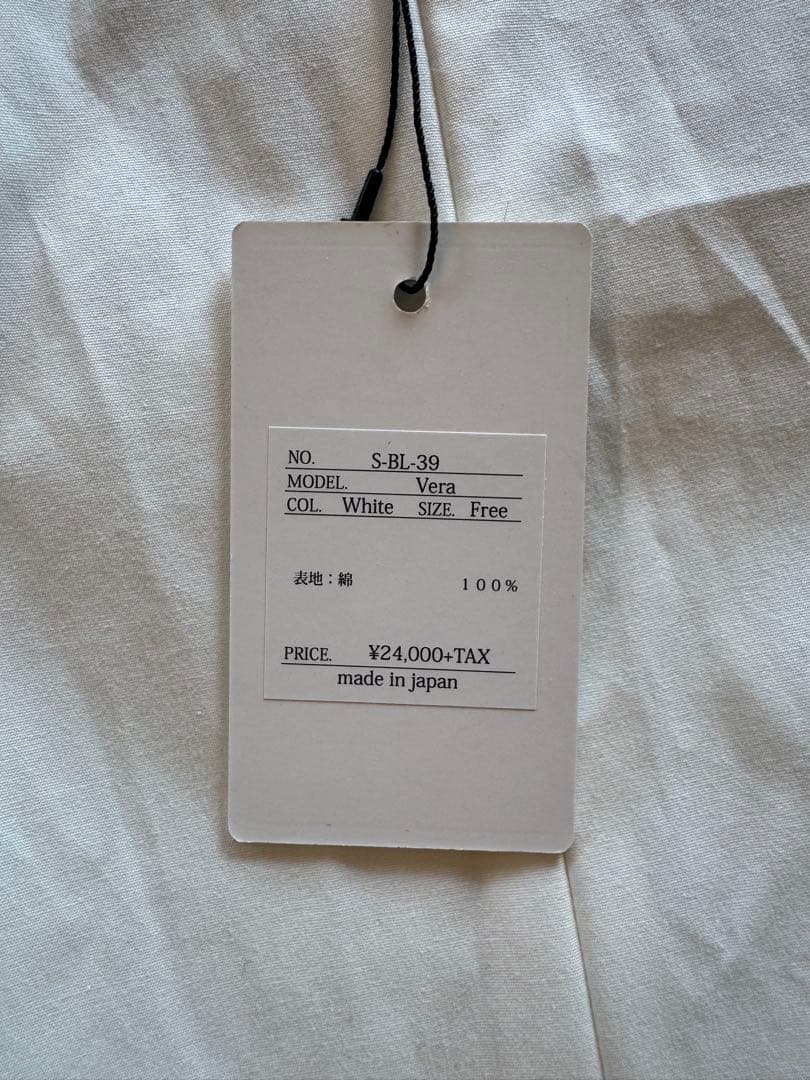 NO. S-BL-39
MODEL. Vera
COL. White SIZE. Free
表地：綿 100%
PRICE. ¥24,000+TAX
made in japan